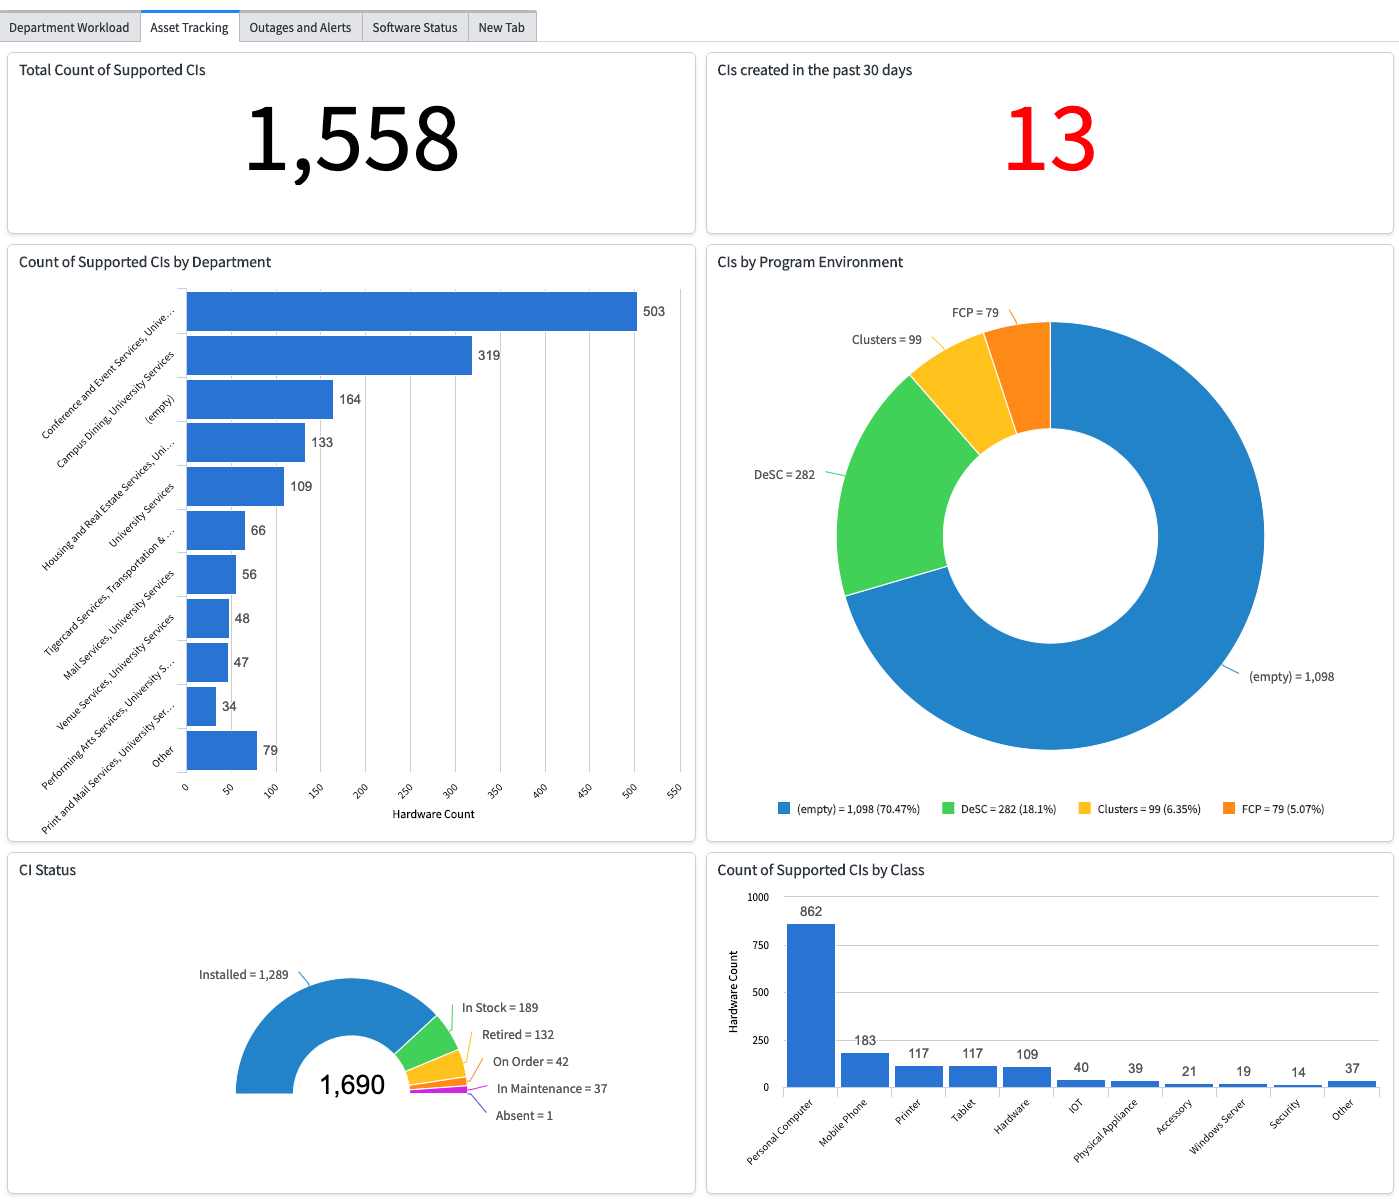 Department Workload
Asset Tracking
Outages and Alerts
Software Status
New Tab
Total Count of Supported CIs
1,558
CIs created in the past 30 days
13
Count of Supported CIs by Department
Conference and Event Services, Unive...
503
Campus Dining, University Services
319
(empty)
164
Housing and Real Estate Services, Uni...
133
University Services
109
Tigercard Services, Transportation & ...
66
Mail Services, University Services
56
Venue Services, University Services
48
Performing Arts Services, University S...
47
Print and Mail Services, University Ser...
34
Other
79
0
50
100
150
200
250
300
350
400
450
500
550
Hardware Count
CIs by Program Environment
FCP = 79
Clusters = 99
DeSC = 282
(empty) = 1,098
(empty) = 1,098 (70.47%)
DeSC = 282 (18.1%)
Clusters = 99 (6.35%)
FCP = 79 (5.07%)
CI Status
Installed = 1,289
In Stock = 189
Retired = 132
On Order = 42
In Maintenance = 37
Absent = 1
1,690
Count of Supported CIs by Class
Hardware Count
1000
750
500
250
0
862
183
117
117
109
40
39
21
19
14
37
Personal Computer
Mobile Phone
Printer
Tablet
Hardware
IOT
Physical Appliance
Accessory
Windows Server
Security
Other